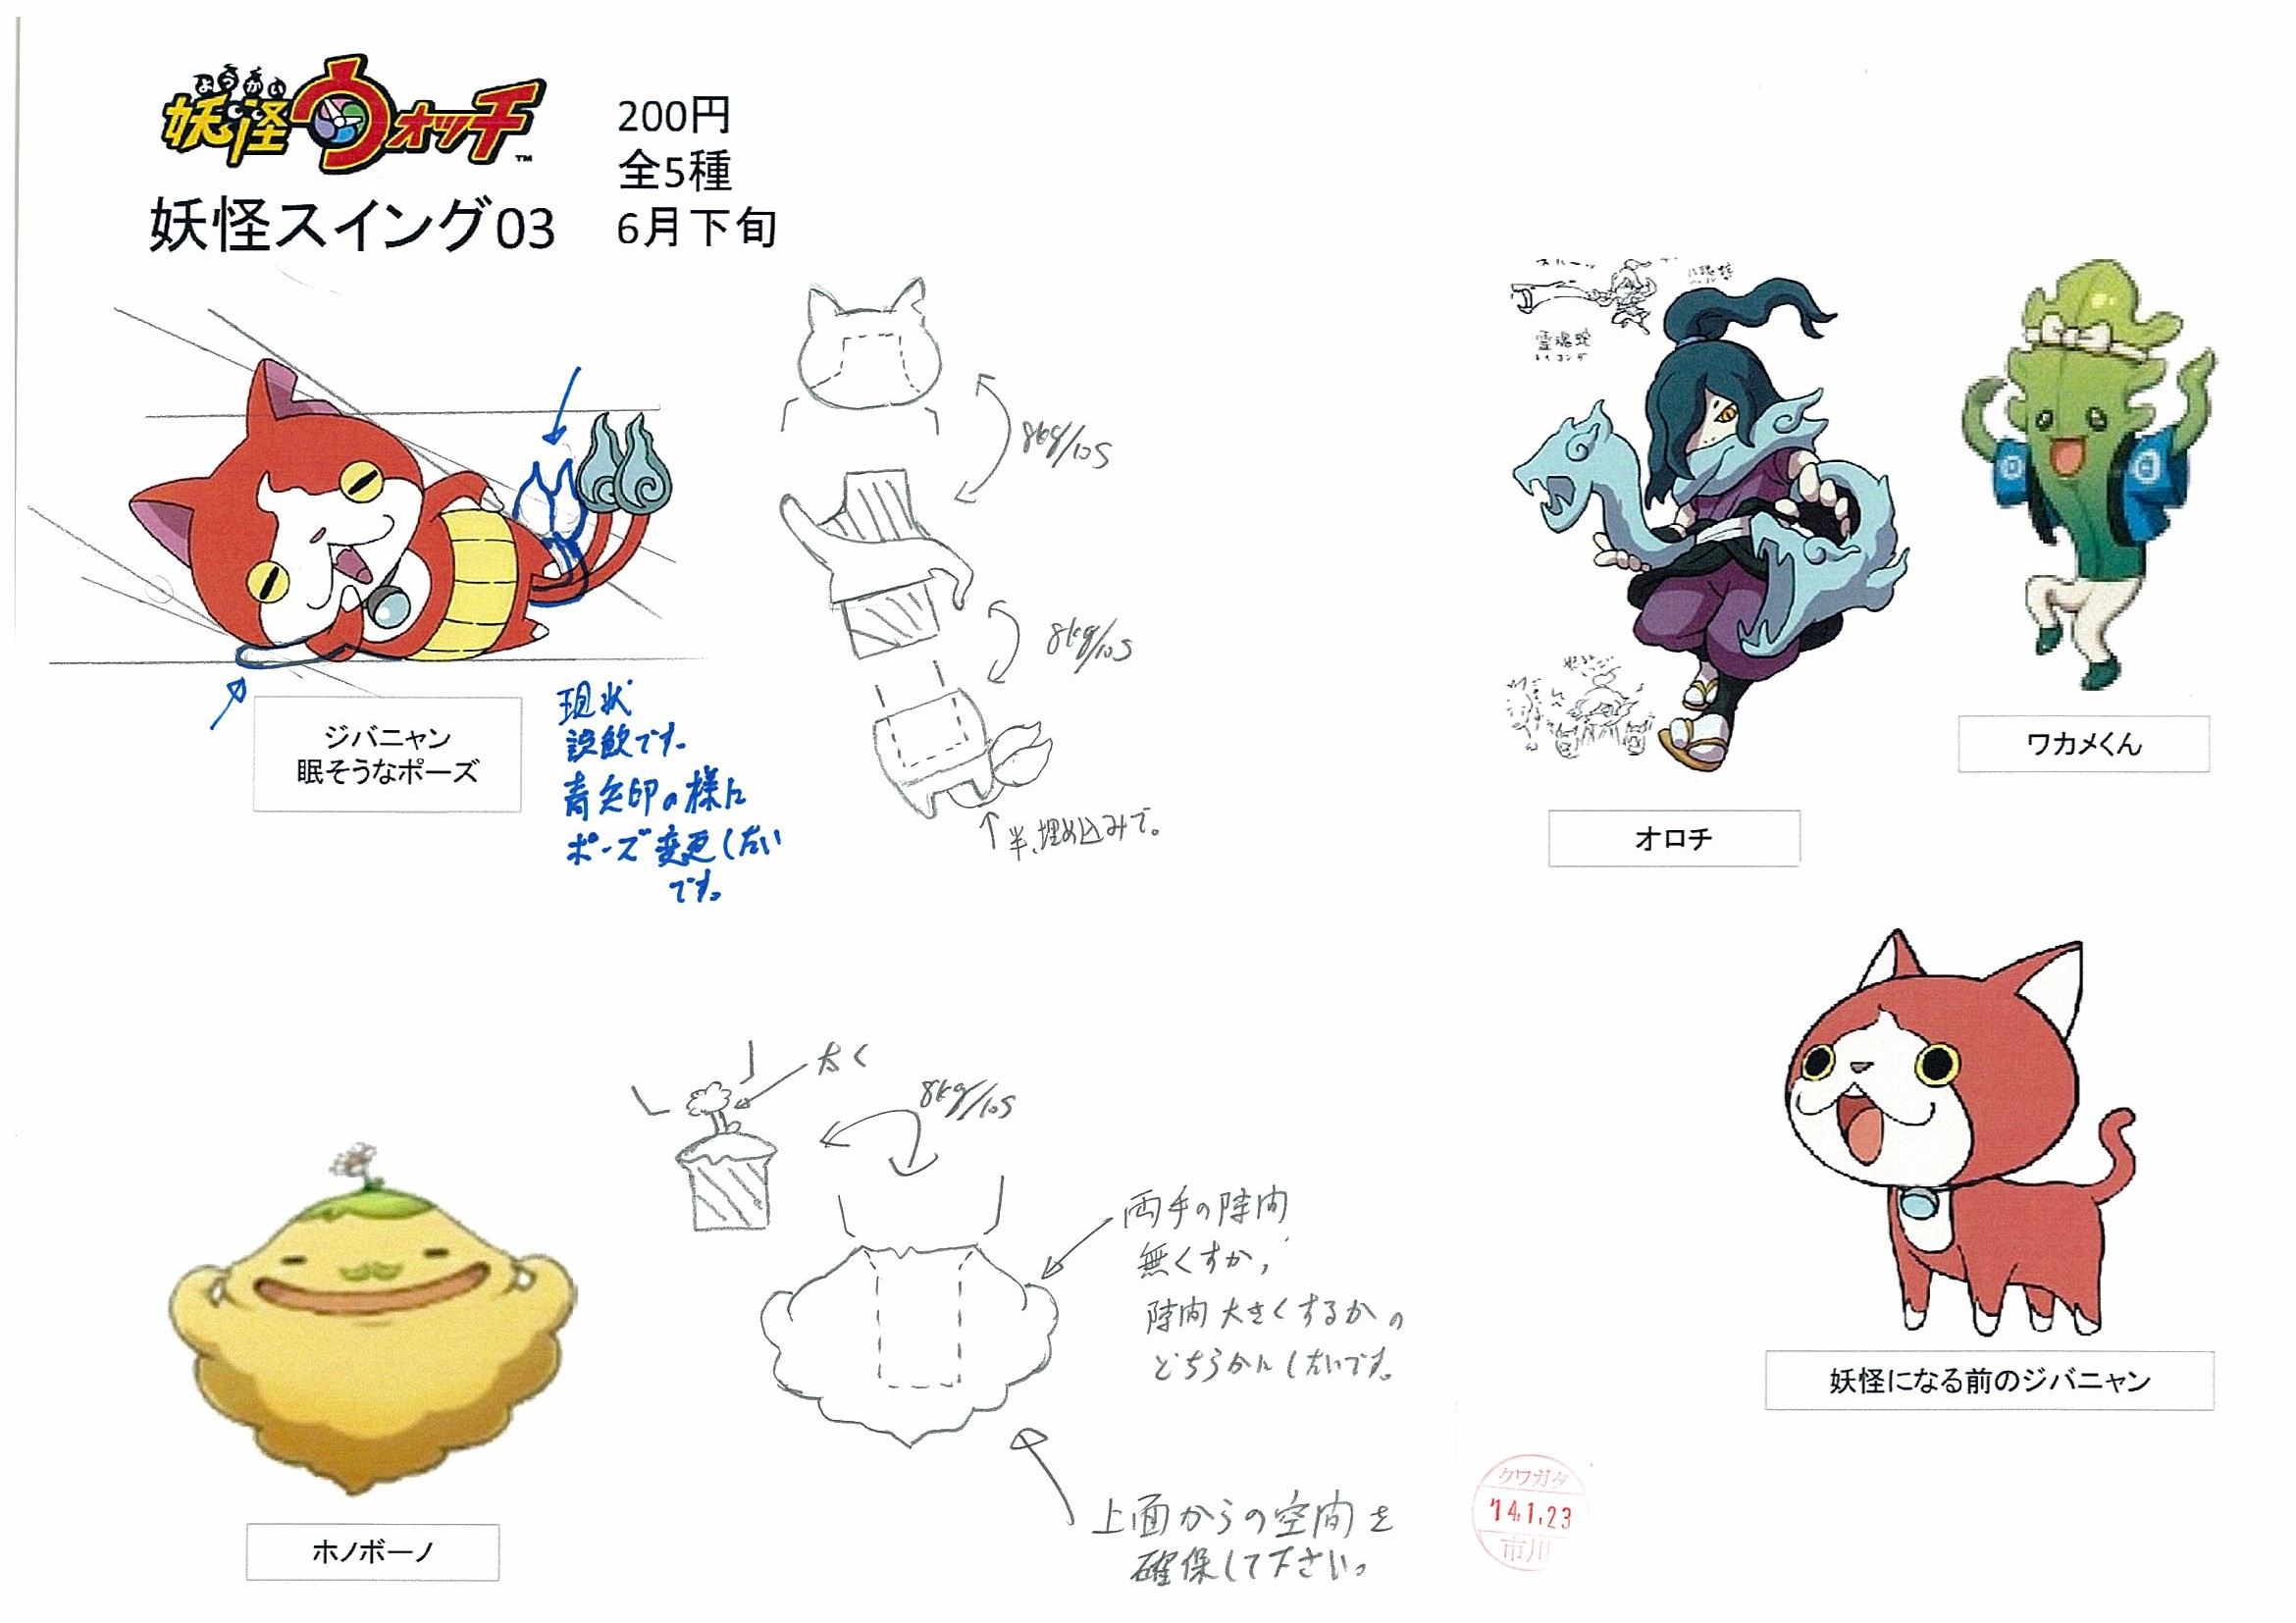 ようかい
妖怪ウォッチ
TM
妖怪スイング03
200円
全5種
6月下旬
8kg/10S
8kg/10S
↑半埋め込みで。
ジバニャン
眠そうなポーズ
現状
誤飲です。
青矢印の様に
ポーズ変更したい
です。
霊魂蛇
レイコンダ
オロチ
ワカメくん
太く
8kg/10S
両手の隙間
無くすか,
隙間大きくするかの
どちらかにしたいです。
上面からの空間を
確保して下さい。
ホノボーノ
妖怪になる前のジバニャン
クワガタ
'14.1.23
市川